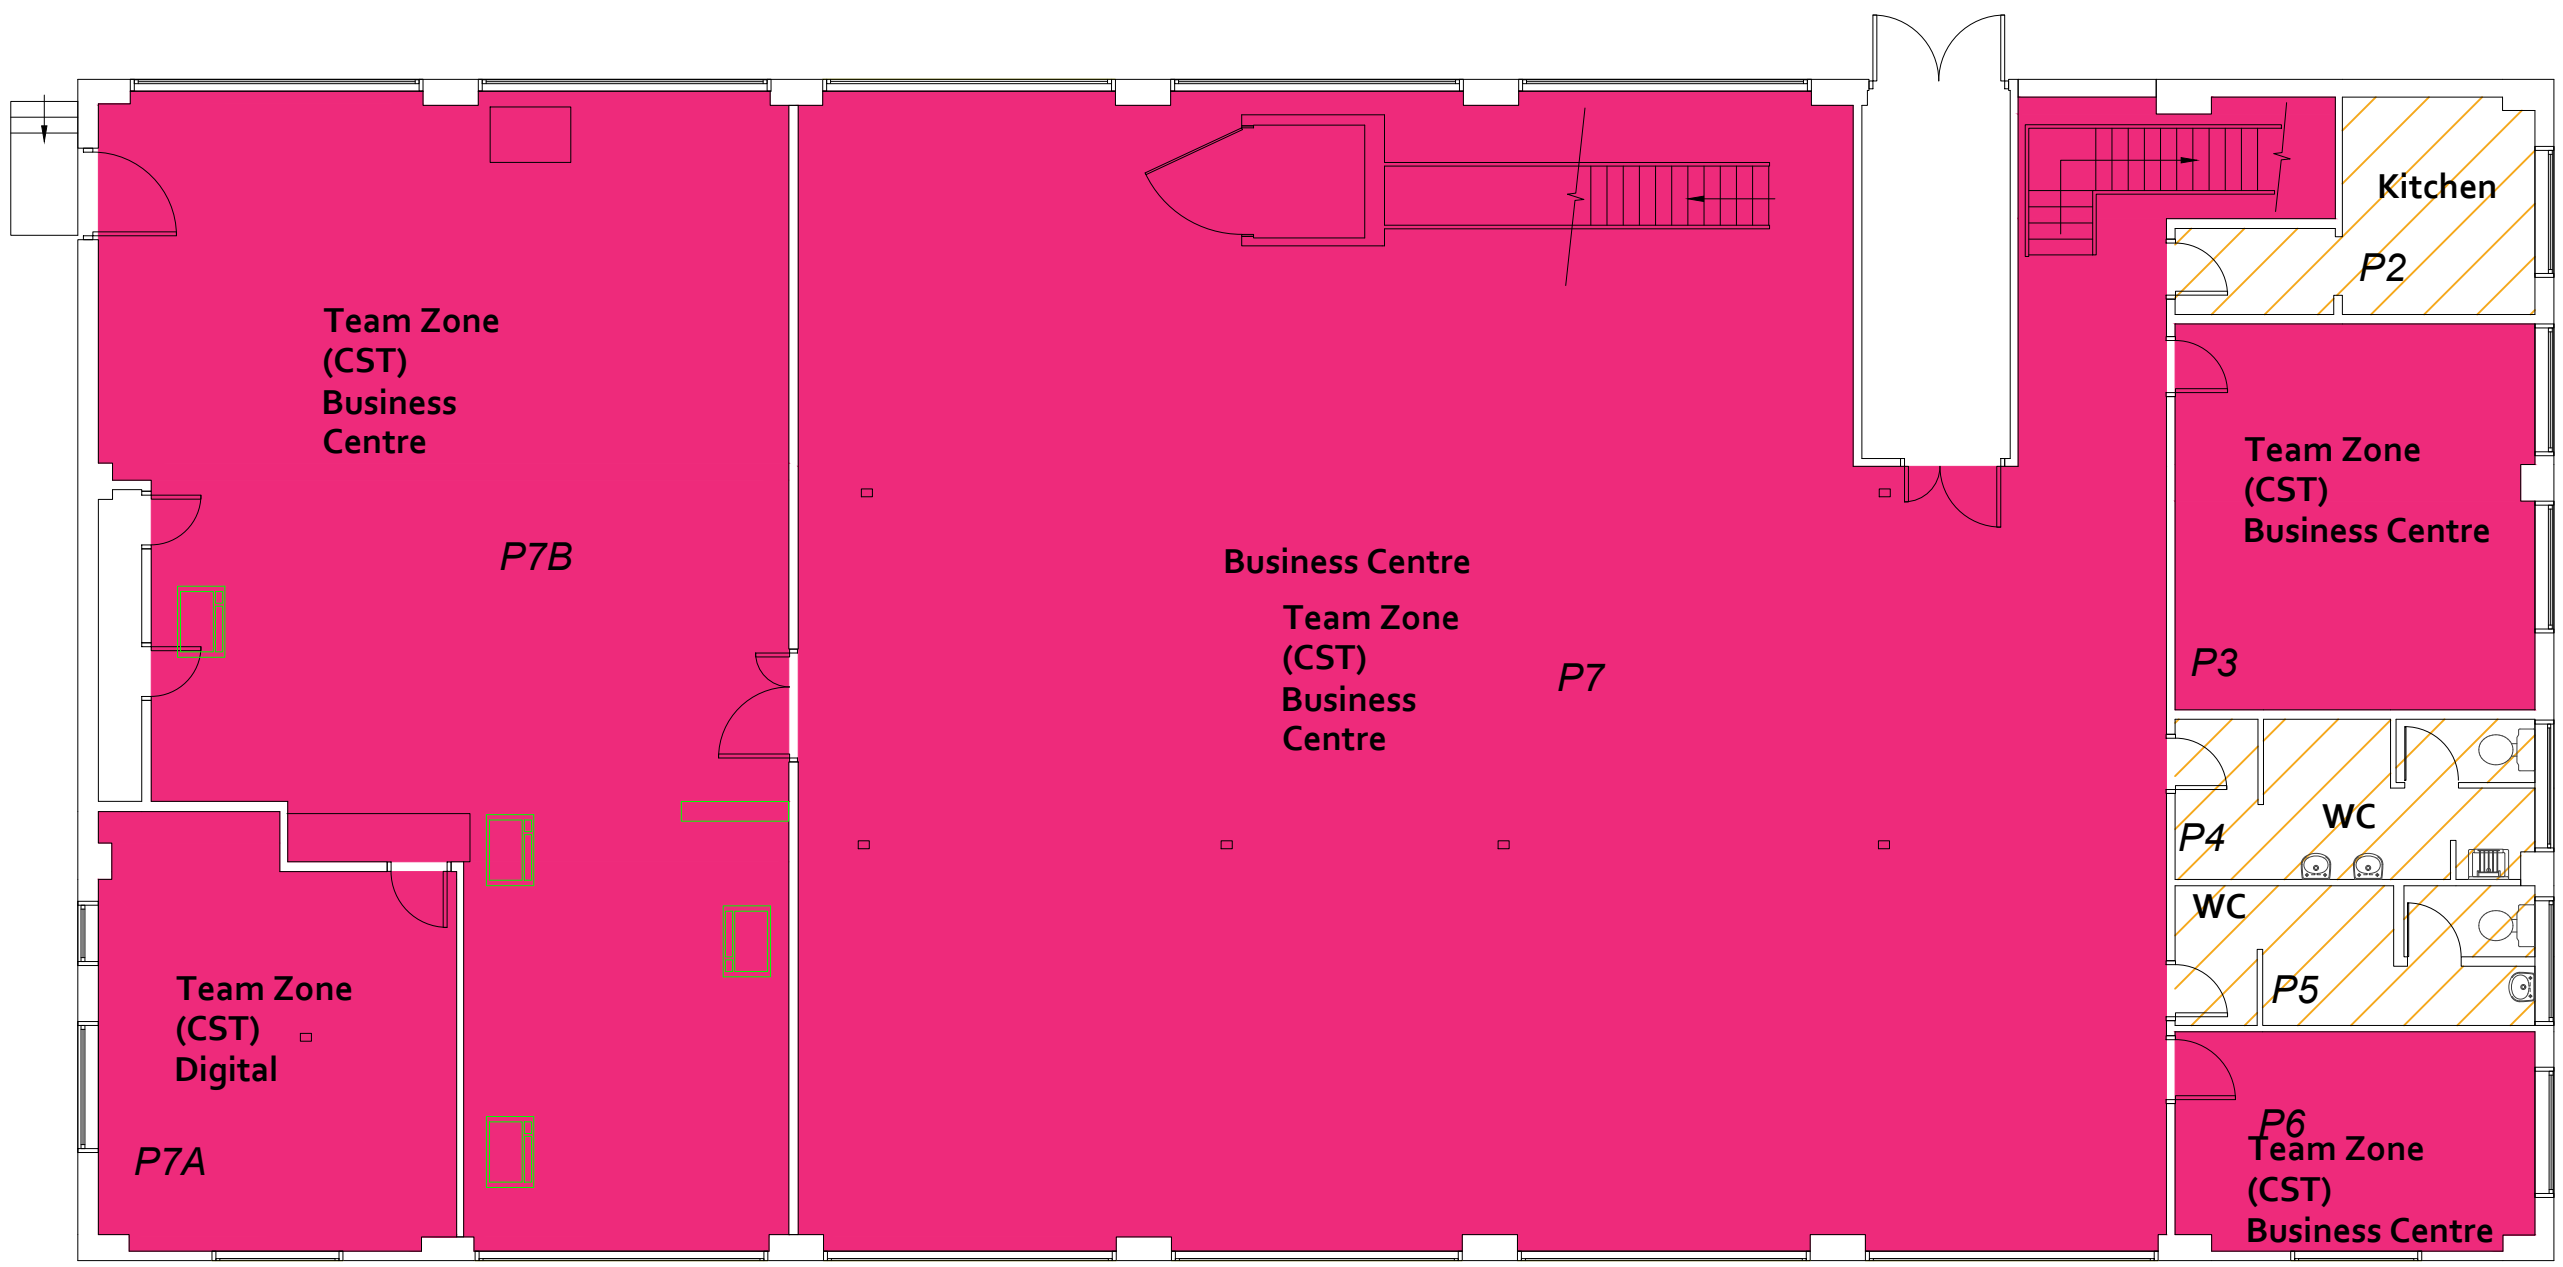 Team Zone
(CST)
Business
Centre
P7B
Team Zone
(CST)
Digital
P7A
Business Centre
Team Zone
(CST)
Business
Centre
P7
Kitchen
P2
Team Zone
(CST)
Business Centre
P3
WC
P4
WC
P5
P6
Team Zone
(CST)
Business Centre